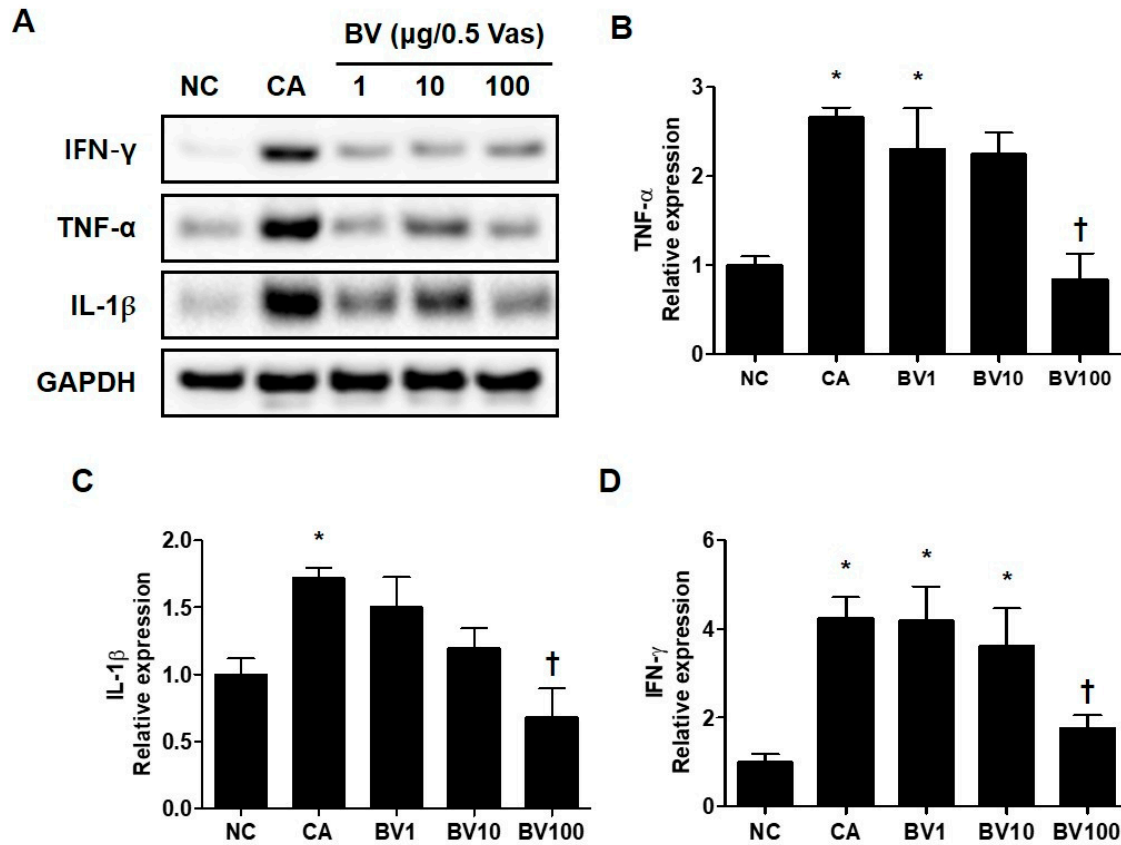 A
BV (µg/0.5 Vas)
NC CA 1 10 100
IFN-γ
TNF-α
IL-1β
GAPDH
B
TNF-α
Relative expression
3
2
1
0
* *
†
NC CA BV1 BV10 BV100
C
IL-1β
Relative expression
2.0
1.5
1.0
0.5
0.0
*
†
NC CA BV1 BV10 BV100
D
IFN-γ
Relative expression
6
4
2
0
* * *
†
NC CA BV1 BV10 BV100